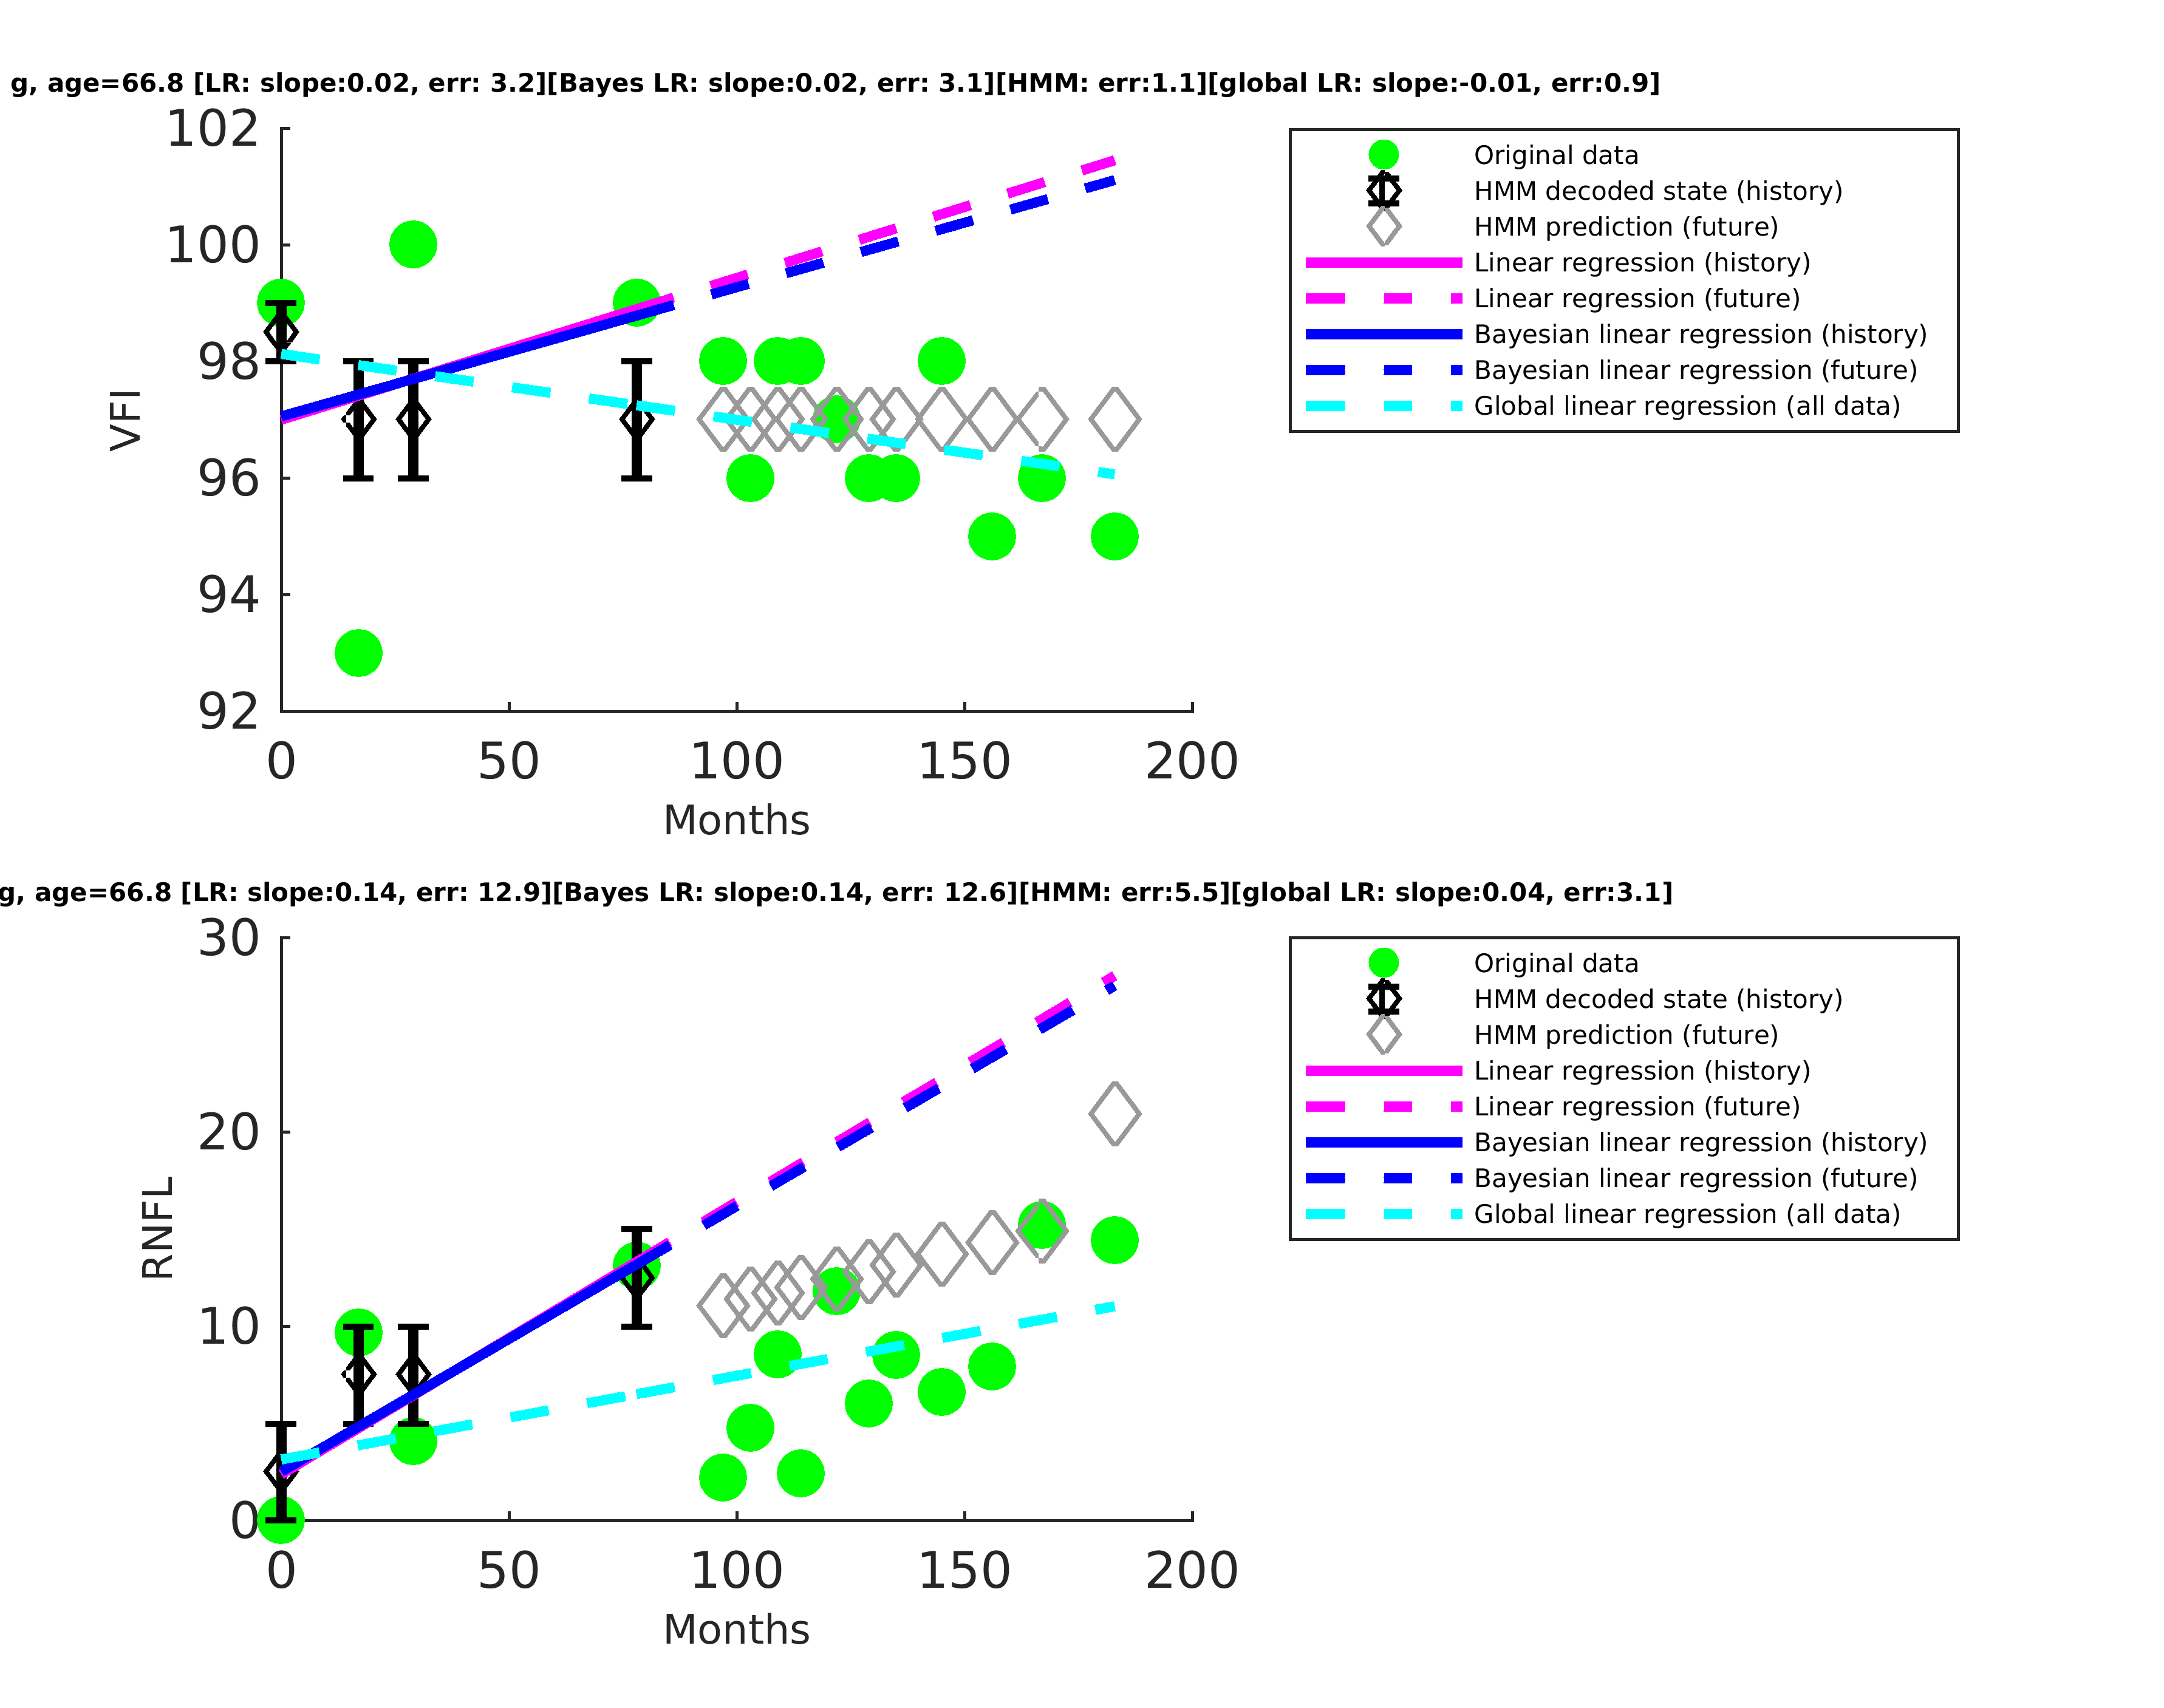 g, age=66.8 [LR: slope:0.02, err: 3.2][Bayes LR: slope:0.02, err: 3.1][HMM: err:1.1][global LR: slope:-0.01, err:0.9]
102
100
98
96
94
92
VFI
0 50 100 150 200
Months
Original data
HMM decoded state (history)
HMM prediction (future)
Linear regression (history)
Linear regression (future)
Bayesian linear regression (history)
Bayesian linear regression (future)
Global linear regression (all data)
g, age=66.8 [LR: slope:0.14, err: 12.9][Bayes LR: slope:0.14, err: 12.6][HMM: err:5.5][global LR: slope:0.04, err:3.1]
30
20
10
0
RNFL
0 50 100 150 200
Months
Original data
HMM decoded state (history)
HMM prediction (future)
Linear regression (history)
Linear regression (future)
Bayesian linear regression (history)
Bayesian linear regression (future)
Global linear regression (all data)